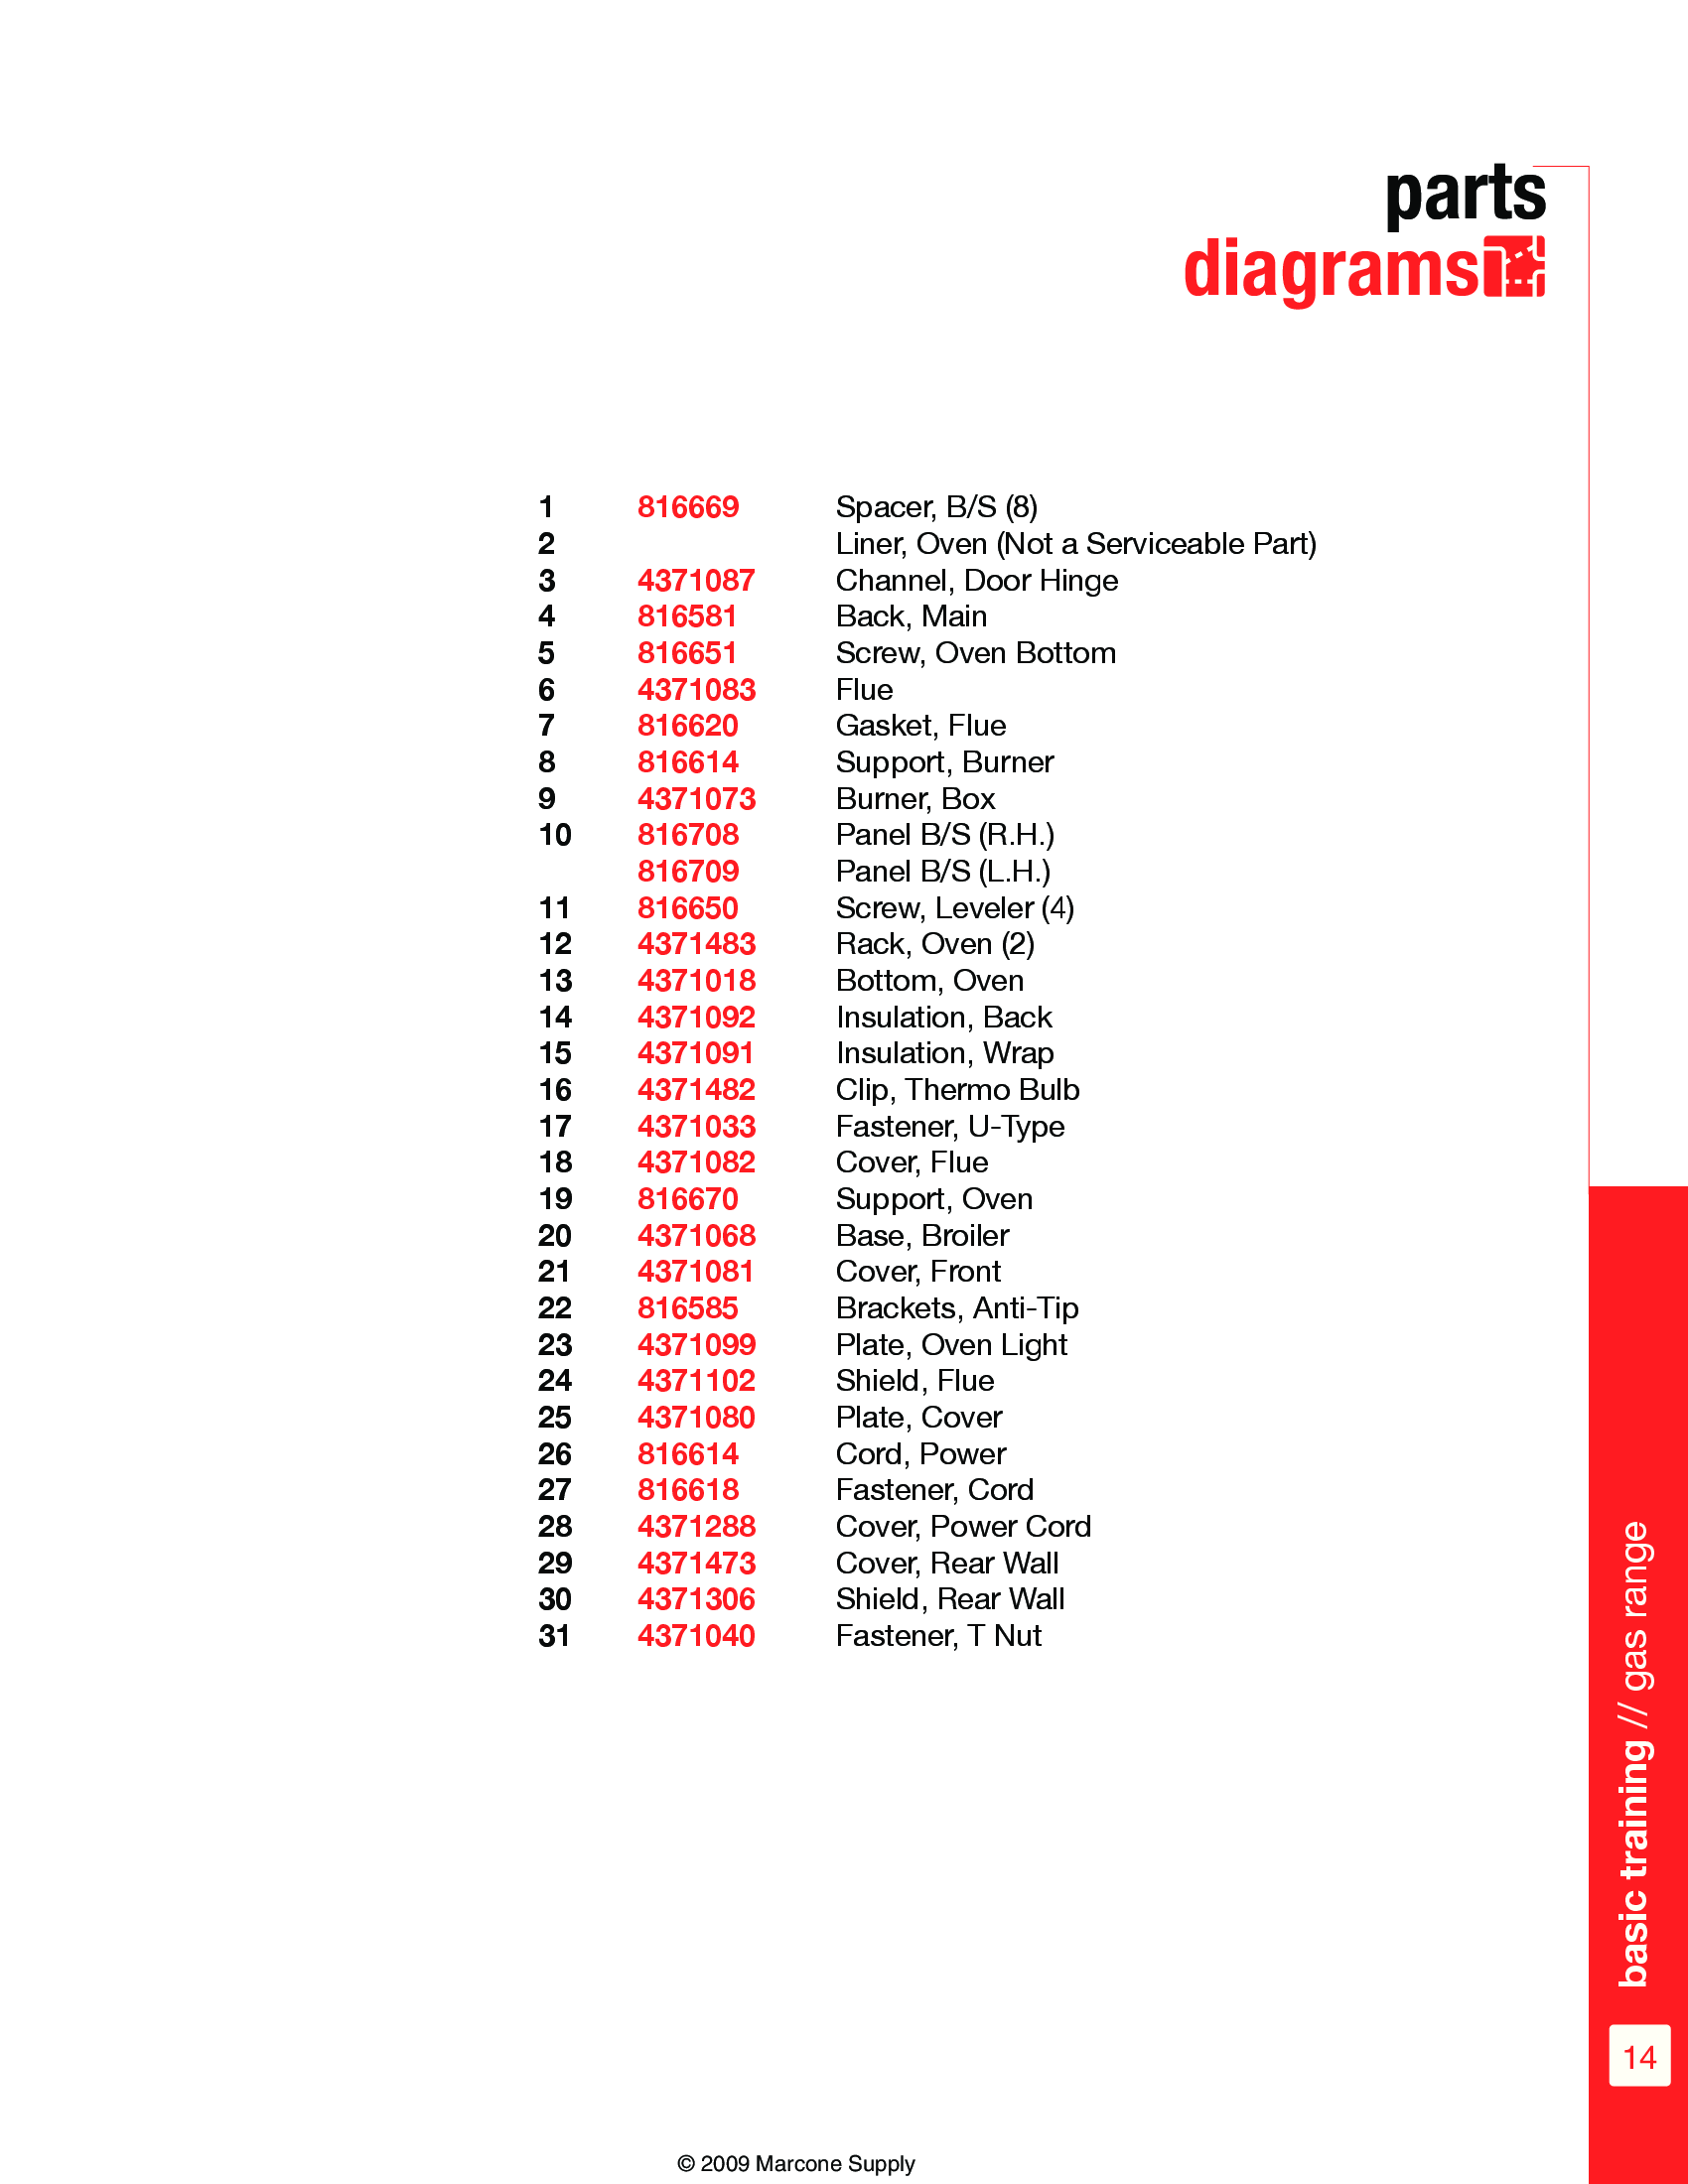 parts
diagrams
1 816669 Spacer, B/S (8)
2 Liner, Oven (Not a Serviceable Part)
3 4371087 Channel, Door Hinge
4 816581 Back, Main
5 816651 Screw, Oven Bottom
6 4371083 Flue
7 816620 Gasket, Flue
8 816614 Support, Burner
9 4371073 Burner, Box
10 816708 Panel B/S (R.H.)
816709 Panel B/S (L.H.)
11 816650 Screw, Leveler (4)
12 4371483 Rack, Oven (2)
13 4371018 Bottom, Oven
14 4371092 Insulation, Back
15 4371091 Insulation, Wrap
16 4371482 Clip, Thermo Bulb
17 4371033 Fastener, U-Type
18 4371082 Cover, Flue
19 816670 Support, Oven
20 4371068 Base, Broiler
21 4371081 Cover, Front
22 816585 Brackets, Anti-Tip
23 4371099 Plate, Oven Light
24 4371102 Shield, Flue
25 4371080 Plate, Cover
26 816614 Cord, Power
27 816618 Fastener, Cord
28 4371288 Cover, Power Cord
29 4371473 Cover, Rear Wall
30 4371306 Shield, Rear Wall
31 4371040 Fastener, T Nut
basic training // gas range
14
© 2009 Marcone Supply